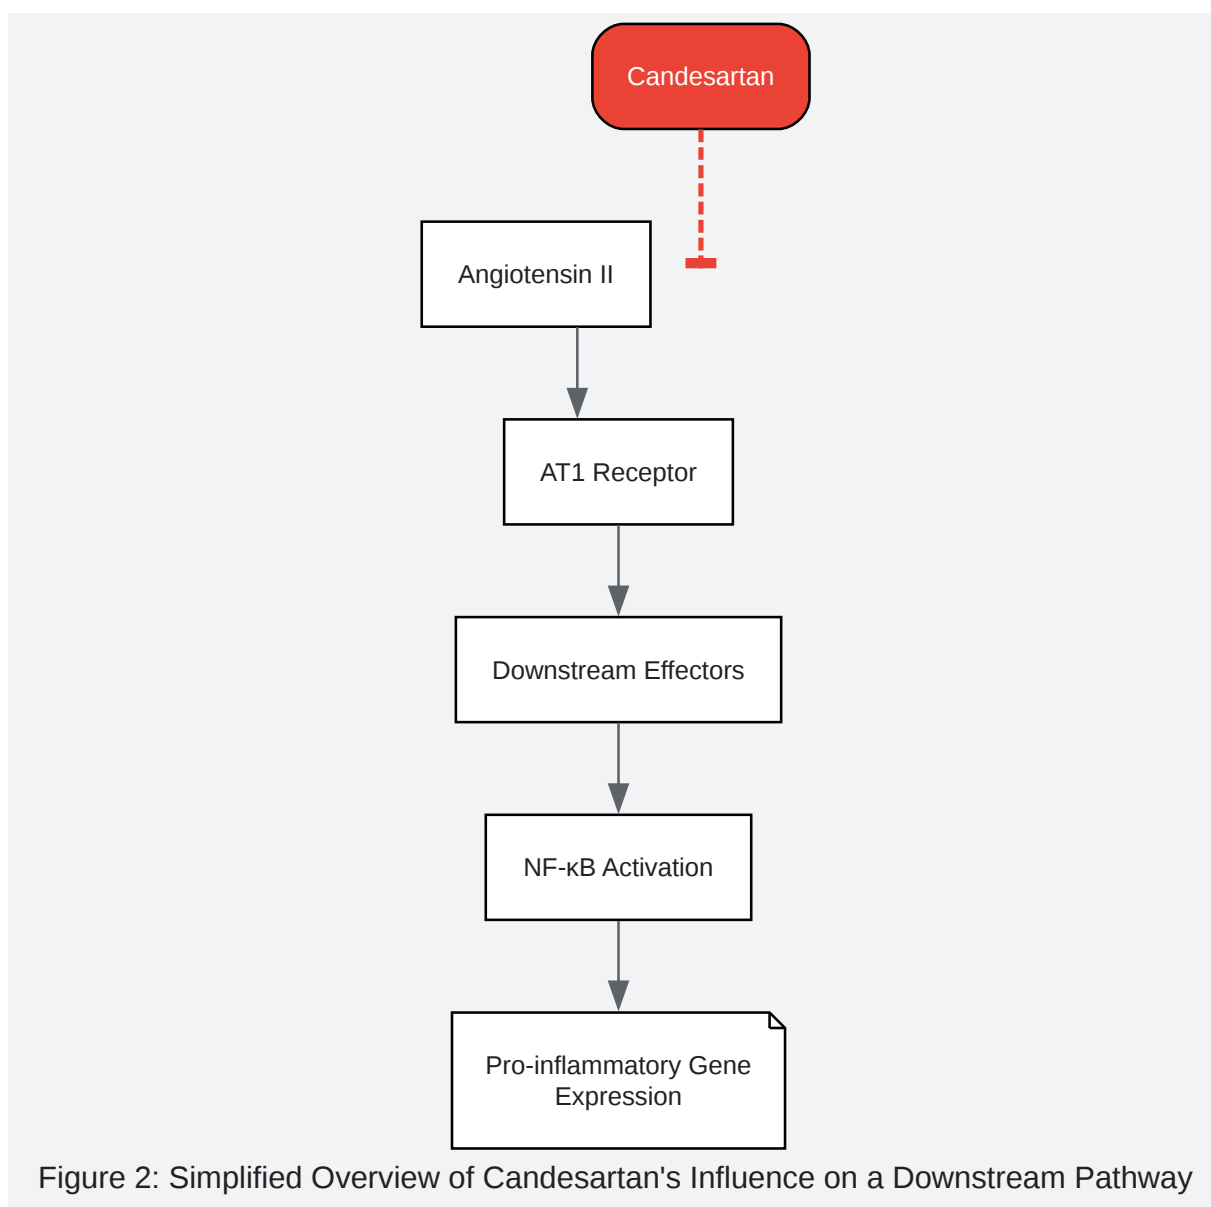 Candesartan
Angiotensin II
AT1 Receptor
Downstream Effectors
NF-κB Activation
Pro-inflammatory Gene
Expression
Figure 2: Simplified Overview of Candesartan's Influence on a Downstream Pathway